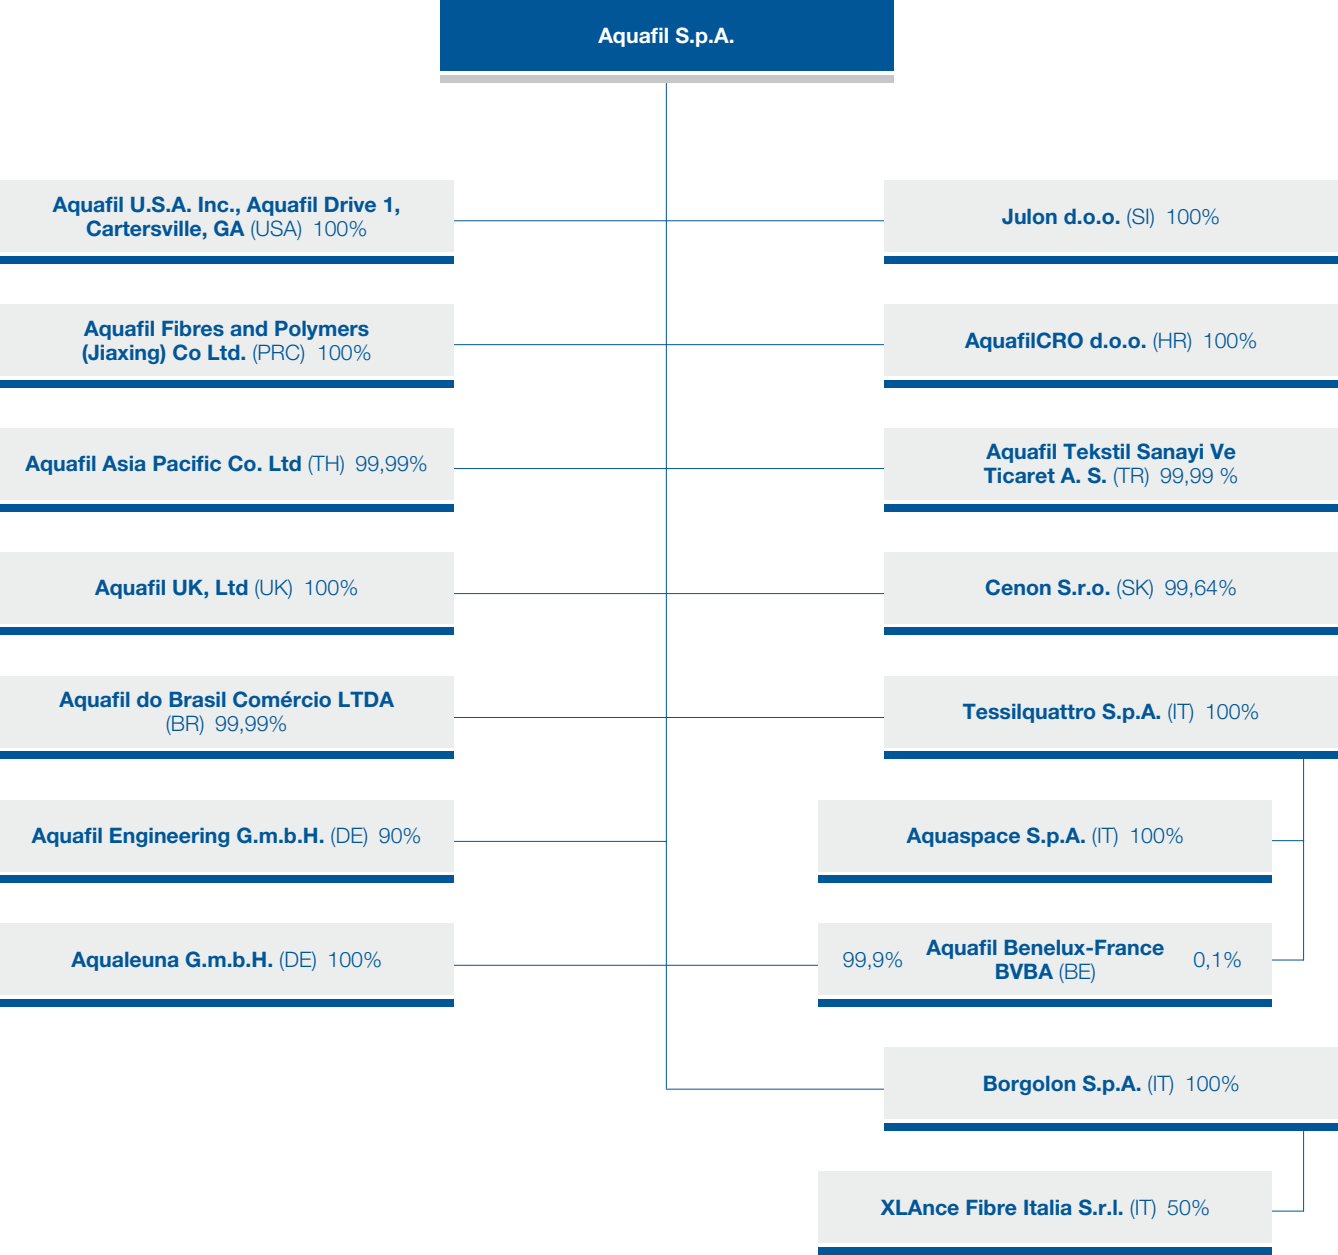 Aquafil S.p.A.
Aquafil U.S.A. Inc., Aquafil Drive 1,
Cartersville, GA (USA) 100%
Julon d.o.o. (SI) 100%
Aquafil Fibres and Polymers
(Jiaxing) Co Ltd. (PRC) 100%
AquafilCRO d.o.o. (HR) 100%
Aquafil Asia Pacific Co. Ltd (TH) 99,99%
Aquafil Tekstil Sanayi Ve
Ticaret A. S. (TR) 99,99 %
Aquafil UK, Ltd (UK) 100%
Cenon S.r.o. (SK) 99,64%
Aquafil do Brasil Comércio LTDA
(BR) 99,99%
Tessilquattro S.p.A. (IT) 100%
Aquafil Engineering G.m.b.H. (DE) 90%
Aquaspace S.p.A. (IT) 100%
Aqualeuna G.m.b.H. (DE) 100%
99,9%
Aquafil Benelux-France
BVBA (BE)
0,1%
Borgolon S.p.A. (IT) 100%
XLAnce Fibre Italia S.r.l. (IT) 50%